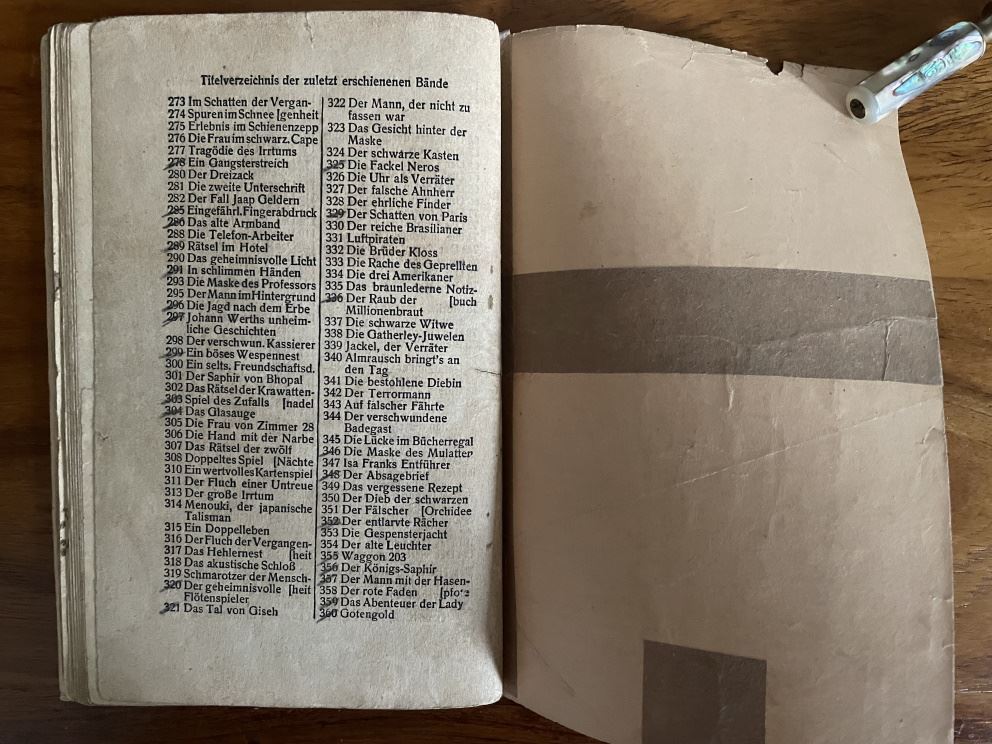 Titelverzeichnis der zuletzt erschienenen Bände
273 Im Schatten der Vergan-
274 Spuren im Schnee [genheit
275 Erlebnis im Schienenzepp
276 Die Frau im schwarz. Cape
277 Tragödie des Irrtums
278 Ein Gangsterstreich
280 Der Dreizack
281 Die zweite Unterschrift
282 Der Fall Jaap Geldern
285 Ein gefährl. Fingerabdruck
286 Das alte Armband
288 Die Telefon-Arbeiter
289 Rätsel im Hotel
290 Das geheimnisvolle Licht
291 In schlimmen Händen
293 Die Maske des Professors
295 Der Mann im Hintergrund
296 Die Jagd nach dem Erbe
297 Johann Werths unheim-
liche Geschichten
298 Der verschwun. Kassierer
299 Ein böses Wespennest
300 Ein selts. Freundschaftsd.
301 Der Saphir von Bhopal
302 Das Rätsel der Krawatten-
303 Spiel des Zufalls [nadel
304 Das Glasauge
305 Die Frau von Zimmer 28
306 Die Hand mit der Narbe
307 Das Rätsel der zwölf
308 Doppeltes Spiel [Nächte
310 Ein wertvolles Kartenspiel
311 Der Fluch einer Untreue
313 Der große Irrtum
314 Menouki, der japanische
Talisman
315 Ein Doppelleben
316 Der Fluch der Vergangen-
317 Das Hehlernest [heit
318 Das akustische Schloß
319 Schmarotzer der Mensch-
320 Der geheimnisvolle [heit
Flötenspieler
321 Das Tal von Giseh
322 Der Mann, der nicht zu
fassen war
323 Das Gesicht hinter der
Maske
324 Der schwarze Kasten
325 Die Fackel Neros
326 Die Uhr als Verräter
327 Der falsche Ahnherr
328 Der ehrliche Finder
329 Der Schatten von Paris
330 Der reiche Brasilianer
331 Luftpiraten
332 Die Brüder Kloss
333 Die Rache des Geprellten
334 Die drei Amerikaner
335 Das braunlederne Notiz-
336 Der Raub der [buch
Millionenbraut
337 Die schwarze Witwe
338 Die Gatherley-Juwelen
339 Jackel, der Verräter
340 Almrausch bringt's an
den Tag
341 Die bestohlene Diebin
342 Der Terrormann
343 Auf falscher Fährte
344 Der verschwundene
Badegast
345 Die Lücke im Bücherregal
346 Die Maske des Mulatten
347 Isa Franks Entführer
348 Der Absagebrief
349 Das vergessene Rezept
350 Der Dieb der schwarzen
351 Der Fälscher [Orchidee
352 Der entlarvte Rächer
353 Die Gespensterjacht
354 Der alte Leuchter
355 Waggon 203
356 Der Königs-Saphir
357 Der Mann mit der Hasen-
358 Der rote Faden [pfote
359 Das Abenteuer der Lady
360 Gotengold